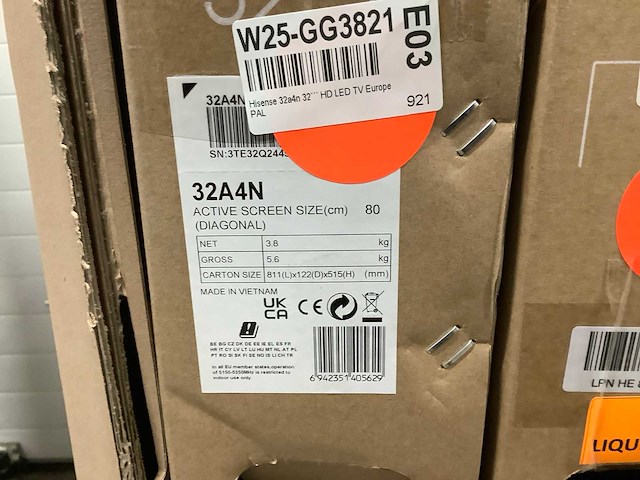 W25-GG3821
E03
Hisense 32a4n 32''' HD LED TV Europe
PAL
921
32A4N
SN:3TE32Q244
32A4N
ACTIVE SCREEN SIZE(cm) 80
(DIAGONAL)
NET 3.8 kg
GROSS 5.6 kg
CARTON SIZE 811(L)x122(D)x515(H) (mm)
MADE IN VIETNAM
UK
CA
CE
BE BG CZ DK DE EE IE EL ES FR
HR IT CY LV LT LU HU MT NL AT PL
PT RO SI SK FI SE NO IS LI CH TR
In all EU member states,operation
of 5150-5350MHz is restricted to
indoor use only
6 942351 405629
LPN HE
LIQU